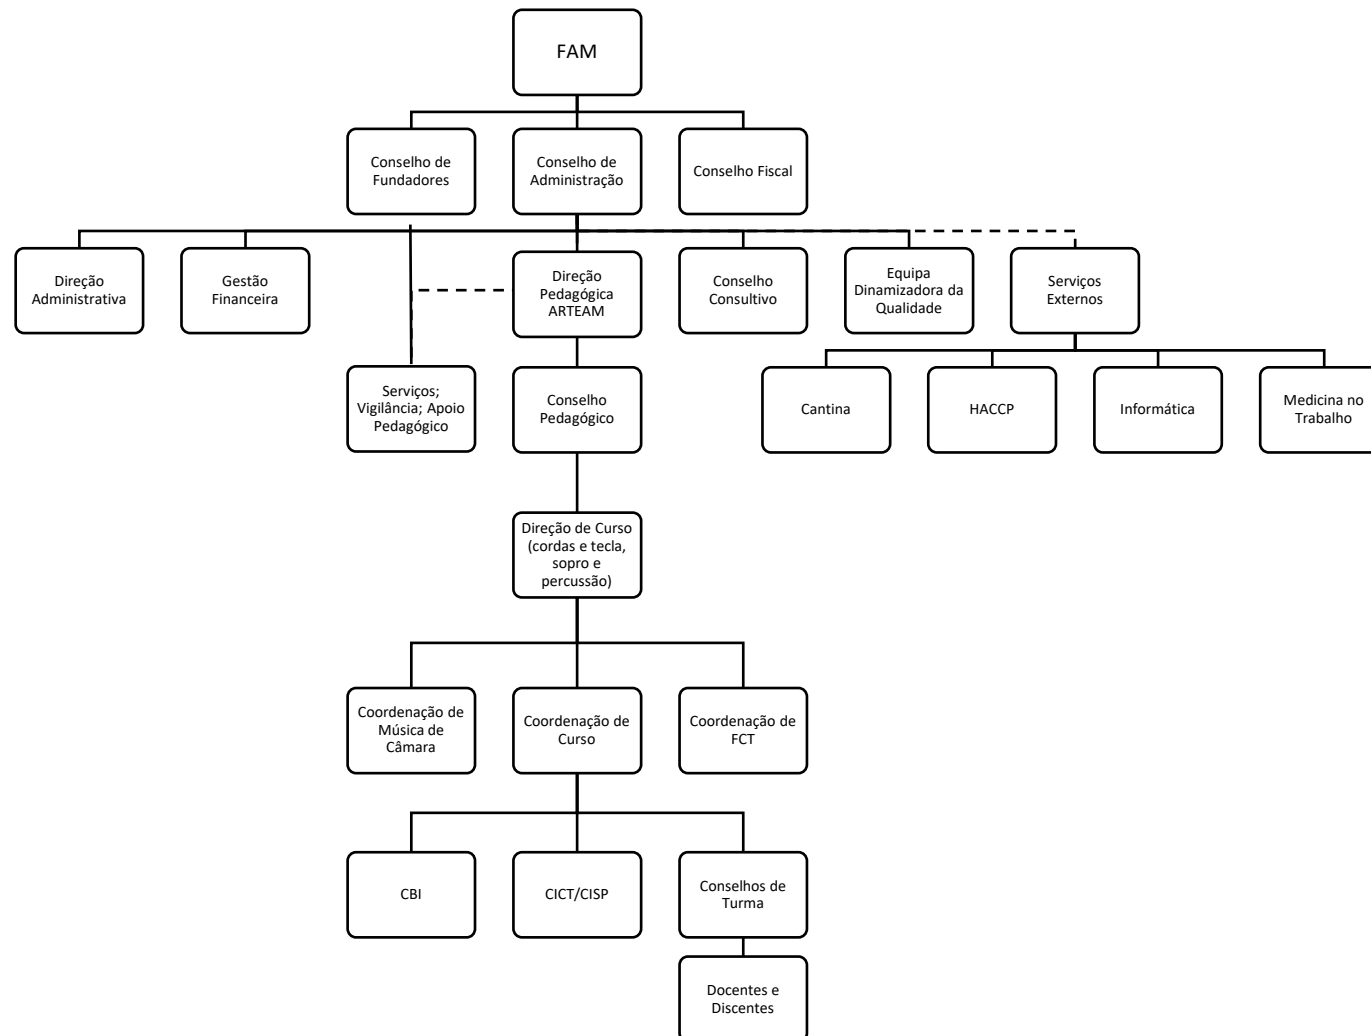 FAM
Conselho de
Fundadores
Conselho de
Administração
Conselho Fiscal
Direção
Administrativa
Gestão
Financeira
Direção
Pedagógica
ARTEAM
Conselho
Consultivo
Equipa
Dinamizadora da
Qualidade
Serviços
Externos
Serviços;
Vigilância; Apoio
Pedagógico
Conselho
Pedagógico
Cantina
HACCP
Informática
Medicina no
Trabalho
Direção de Curso
(cordas e tecla,
sopro e
percussão)
Coordenação de
Música de
Câmara
Coordenação de
Curso
Coordenação de
FCT
CBI
CICT/CISP
Conselhos de
Turma
Docentes e
Discentes